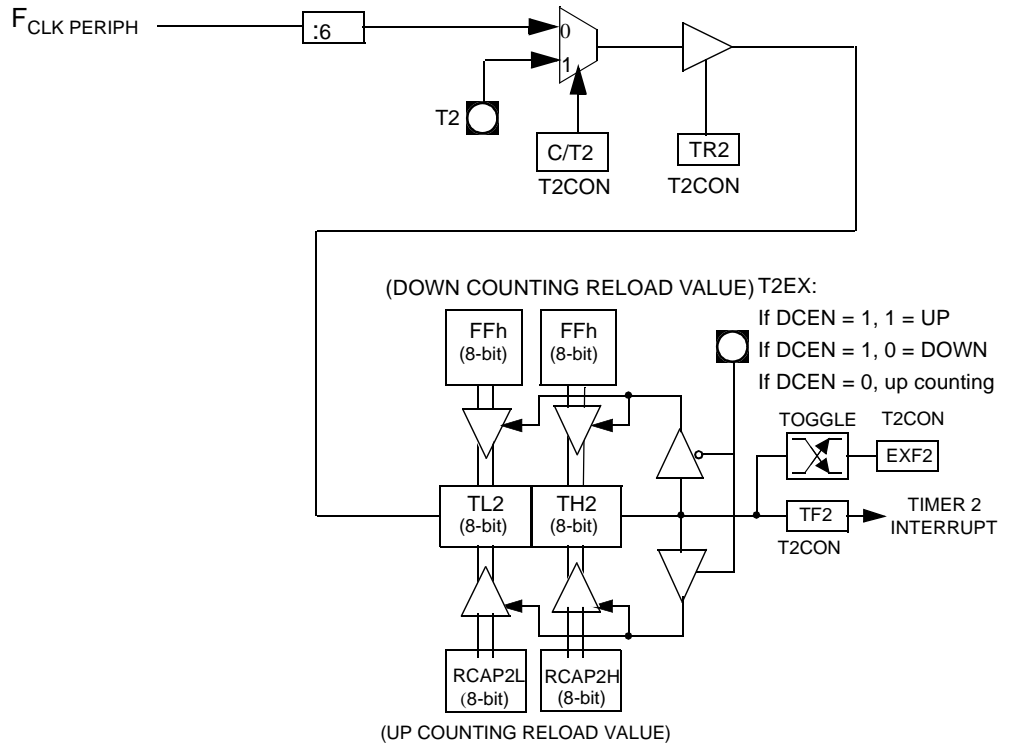 FCLK PERIPH
:6
0
1
T2
C/T2
TR2
T2CON
T2CON
(DOWN COUNTING RELOAD VALUE)
T2EX:
If DCEN = 1, 1 = UP
If DCEN = 1, 0 = DOWN
If DCEN = 0, up counting
FFh
(8-bit)
FFh
(8-bit)
TOGGLE
T2CON
EXF2
TL2
(8-bit)
TH2
(8-bit)
TF2
T2CON
TIMER 2
INTERRUPT
RCAP2L
(8-bit)
RCAP2H
(8-bit)
(UP COUNTING RELOAD VALUE)